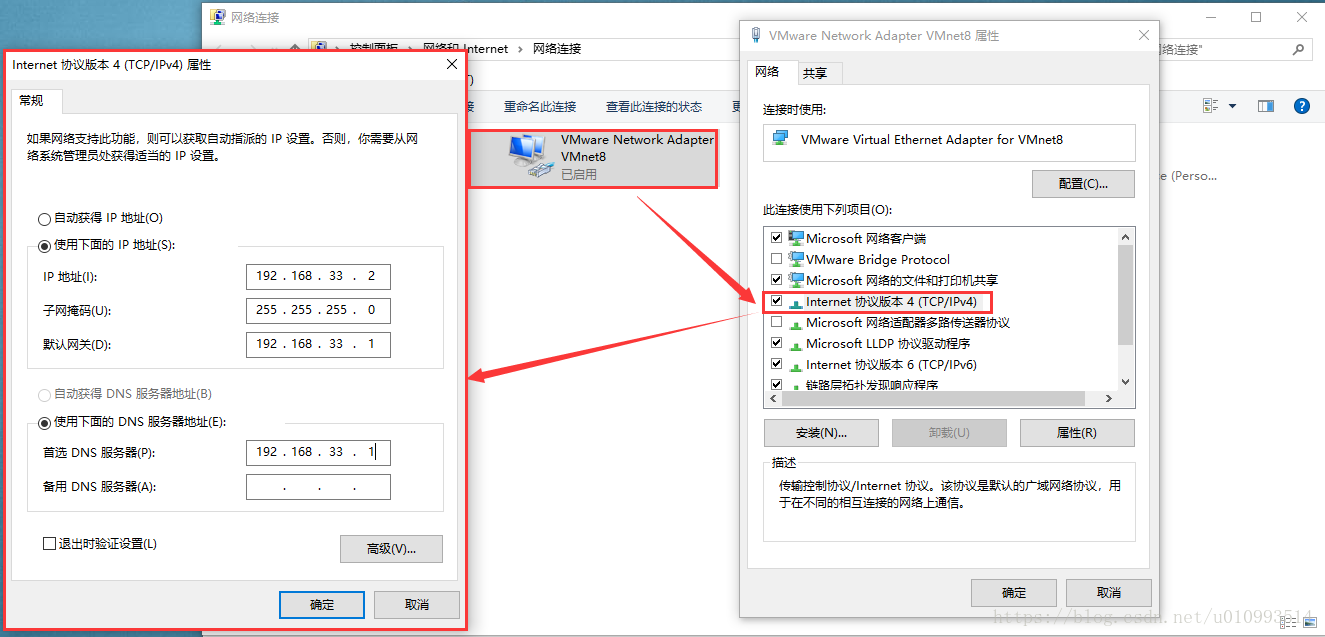 网络连接
控制面板 › 网络和 Internet › 网络连接
重命名此连接
查看此连接的状态
VMware Network Adapter
VMnet8
已启用
Internet 协议版本 4 (TCP/IPv4) 属性
常规
如果网络支持此功能，则可以获取自动指派的 IP 设置。否则，你需要从网
络系统管理员处获得适当的 IP 设置。
自动获得 IP 地址(O)
使用下面的 IP 地址(S):
IP 地址(I):
192 . 168 . 33 . 2
子网掩码(U):
255 . 255 . 255 . 0
默认网关(D):
192 . 168 . 33 . 1
自动获得 DNS 服务器地址(B)
使用下面的 DNS 服务器地址(E):
首选 DNS 服务器(P):
192 . 168 . 33 . 1
备用 DNS 服务器(A):
. . .
退出时验证设置(L)
高级(V)...
确定
取消
VMware Network Adapter VMnet8 属性
网络
共享
连接时使用:
VMware Virtual Ethernet Adapter for VMnet8
配置(C)...
此连接使用下列项目(O):
Microsoft 网络客户端
VMware Bridge Protocol
Microsoft 网络的文件和打印机共享
Internet 协议版本 4 (TCP/IPv4)
Microsoft 网络适配器多路传送器协议
Microsoft LLDP 协议驱动程序
Internet 协议版本 6 (TCP/IPv6)
链路层拓扑发现响应程序
安装(N)...
卸载(U)
属性(R)
描述
传输控制协议/Internet 协议。该协议是默认的广域网络协议，用
于在不同的相互连接的网络上通信。
确定
取消
络连接"
(Perso...
https://blog.csdn.net/u010993514